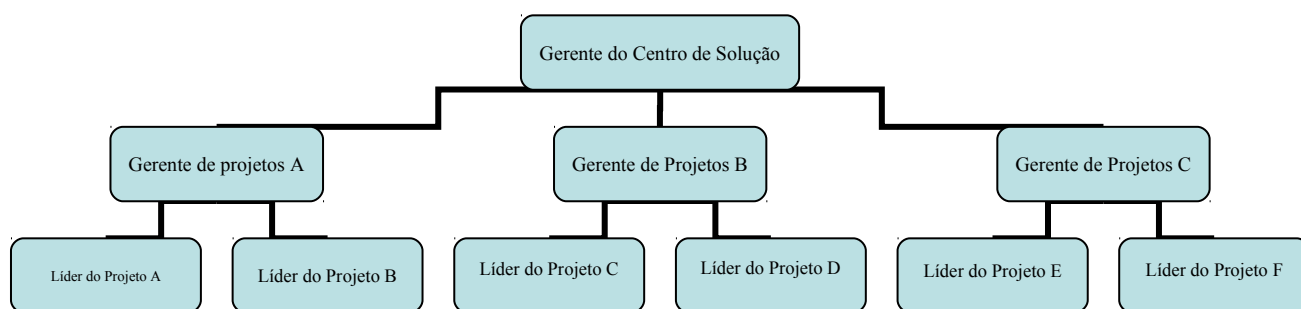 Gerente do Centro de Solução
Gerente de projetos A
Gerente de Projetos B
Gerente de Projetos C
Líder do Projeto A
Líder do Projeto B
Líder do Projeto C
Líder do Projeto D
Líder do Projeto E
Líder do Projeto F